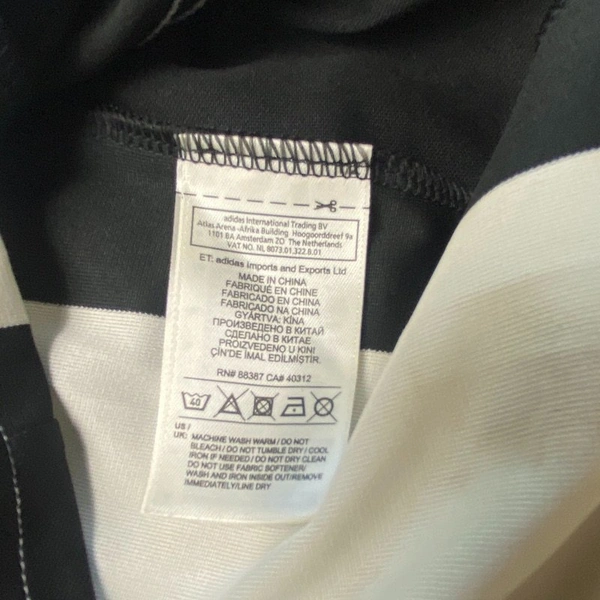 adidas International Trading BV
Atlas Arena -Afrika Building Hoogoorddreef 9a
1101 BA Amsterdam ZO The Netherlands
VAT NO. NL 8073.01.322.B.01
ET: adidas Imports and Exports Ltd
MADE IN CHINA
FABRIQUÉ EN CHINE
FABRICADO EN CHINA
FABRICADO NA CHINA
GYÁRTVA: KÍNA
ПРОИЗВЕДЕНО В КИТАЙ
СДЕЛАНО В КИТАЕ
PROIZVEDENO U KINI
ÇİN'DE İMAL EDİLMİŞTİR.
RN# 88387 CA# 40312
40
US /
UK: MACHINE WASH WARM / DO NOT
BLEACH / DO NOT TUMBLE DRY / COOL
IRON IF NEEDED / DO NOT DRY CLEAN
DO NOT USE FABRIC SOFTENER/
WASH AND IRON INSIDE OUT/REMOVE
IMMEDIATELY/LINE DRY